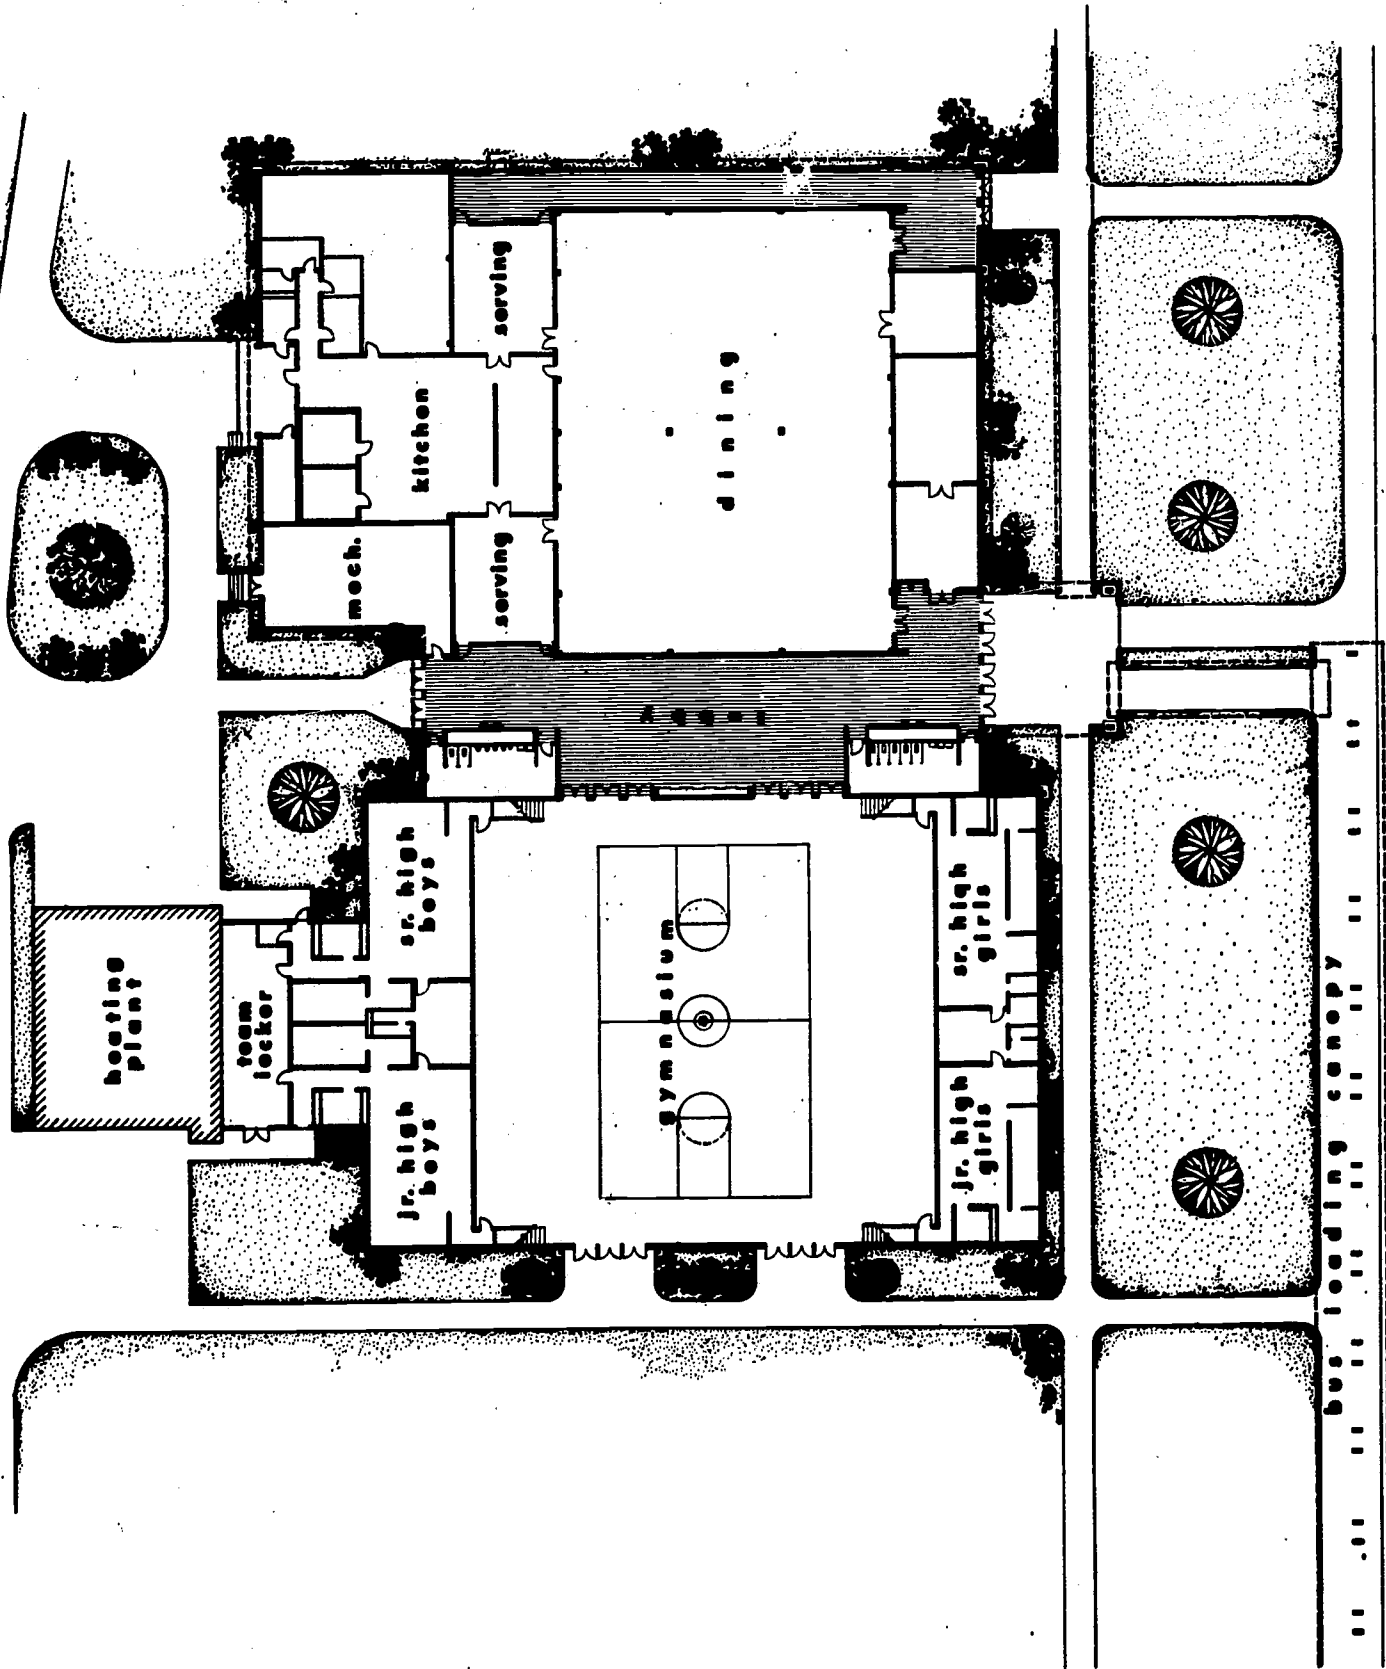 serving
dining
kitchen
mech.
serving
sr. high
boys
gymnasium
sr. high
girls
heating
plant
team
locker
jr. high
boys
jr. high
girls
bus loading canopy